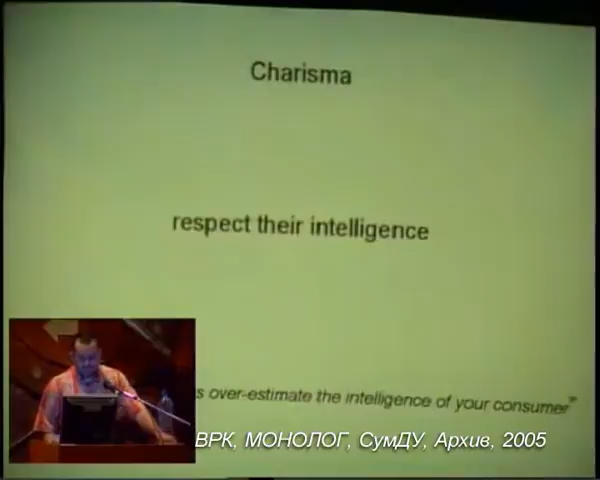 Charisma
respect their intelligence
over-estimate the intelligence of your consumer"
ВРК, МОНОЛОГ, СумДУ, Архив, 2005